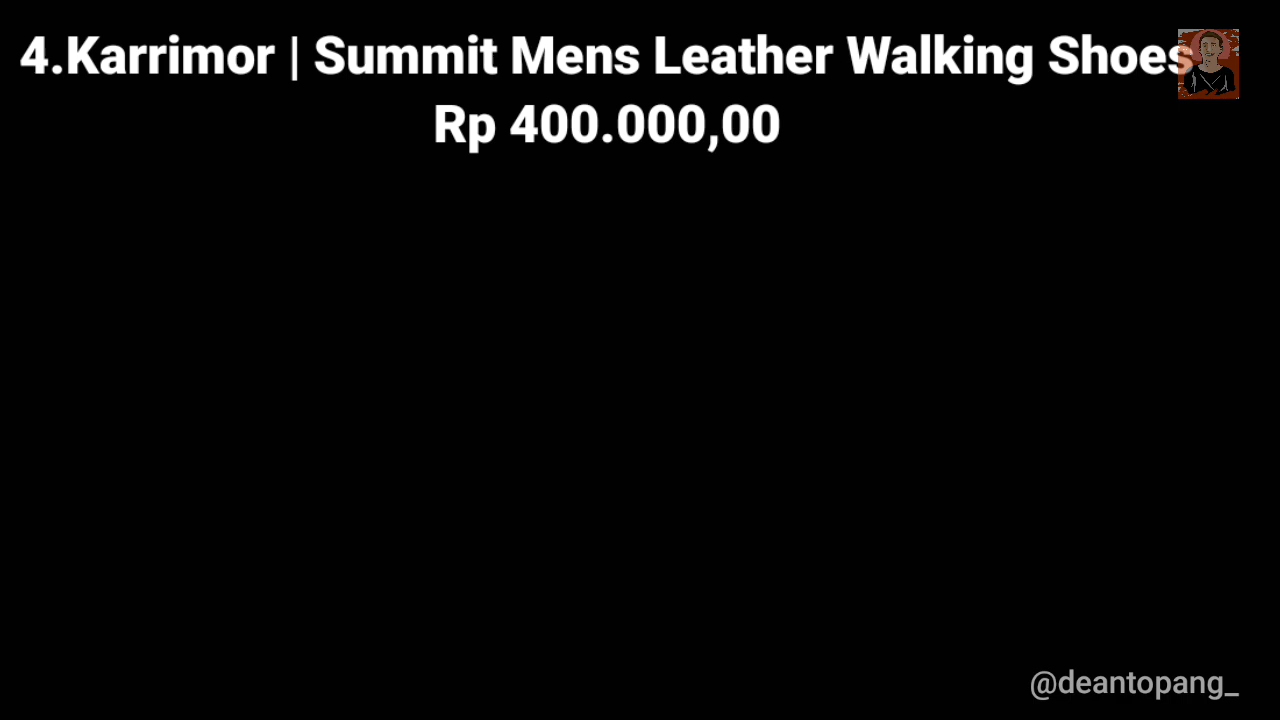 4.Karrimor | Summit Mens Leather Walking Shoes
Rp 400.000,00
@deantopang_